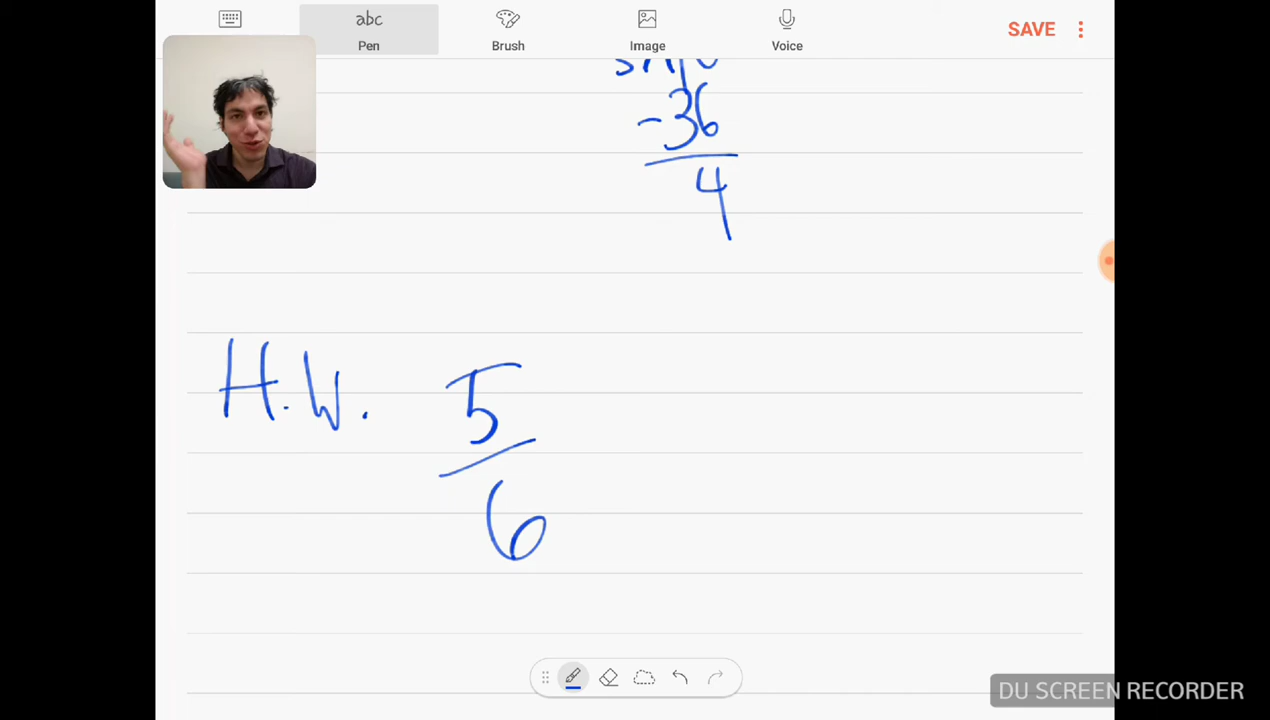 abc
Pen
Brush
Image
Voice
SAVE
-36
4
H.W. 5/6
DU SCREEN RECORDER